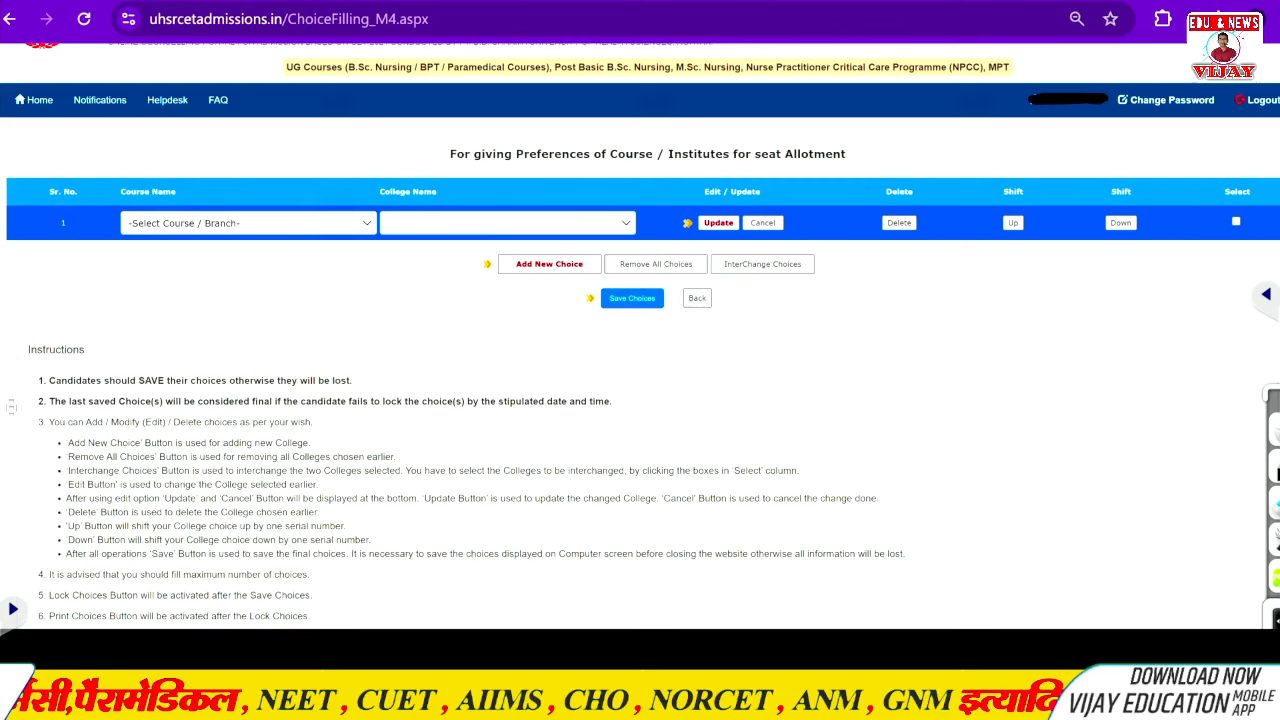 uhsrcetadmissions.in/ChoiceFilling_M4.aspx
EDU. & NEWS
VIJAY
UG Courses (B.Sc. Nursing / BPT / Paramedical Courses), Post Basic B.Sc. Nursing, M.Sc. Nursing, Nurse Practitioner Critical Care Programme (NPCC), MPT
Home Notifications Helpdesk FAQ Change Password Logout
For giving Preferences of Course / Institutes for seat Allotment
Sr. No. Course Name College Name Edit / Update Delete Shift Shift Select
1 -Select Course / Branch- Update Cancel Delete Up Down
Add New Choice Remove All Choices InterChange Choices
Save Choices Back
Instructions
1. Candidates should SAVE their choices otherwise they will be lost.
2. The last saved Choice(s) will be considered final if the candidate fails to lock the choice(s) by the stipulated date and time.
3. You can Add / Modify (Edit) / Delete choices as per your wish.
• 'Add New Choice' Button is used for adding new College.
• 'Remove All Choices' Button is used for removing all Colleges chosen earlier.
• Interchange Choices' Button is used to interchange the two Colleges selected. You have to select the Colleges to be interchanged, by clicking the boxes in 'Select' column.
• 'Edit Button' is used to change the College selected earlier.
• After using edit option 'Update' and 'Cancel' Button will be displayed at the bottom. 'Update Button' is used to update the changed College. 'Cancel' Button is used to cancel the change done.
• 'Delete' Button is used to delete the College chosen earlier.
• 'Up' Button will shift your College choice up by one serial number.
• Down' Button will shift your College choice down by one serial number.
• After all operations 'Save' Button is used to save the final choices. It is necessary to save the choices displayed on Computer screen before closing the website otherwise all information will be lost.
4. It is advised that you should fill maximum number of choices.
5. Lock Choices Button will be activated after the Save Choices.
6. Print Choices Button will be activated after the Lock Choices.
पैरामेडिकल, NEET , CUET , AIIMS , CHO , NORCET , ANM , GNM इत्यादि
DOWNLOAD NOW
VIJAY EDUCATION MOBILE APP